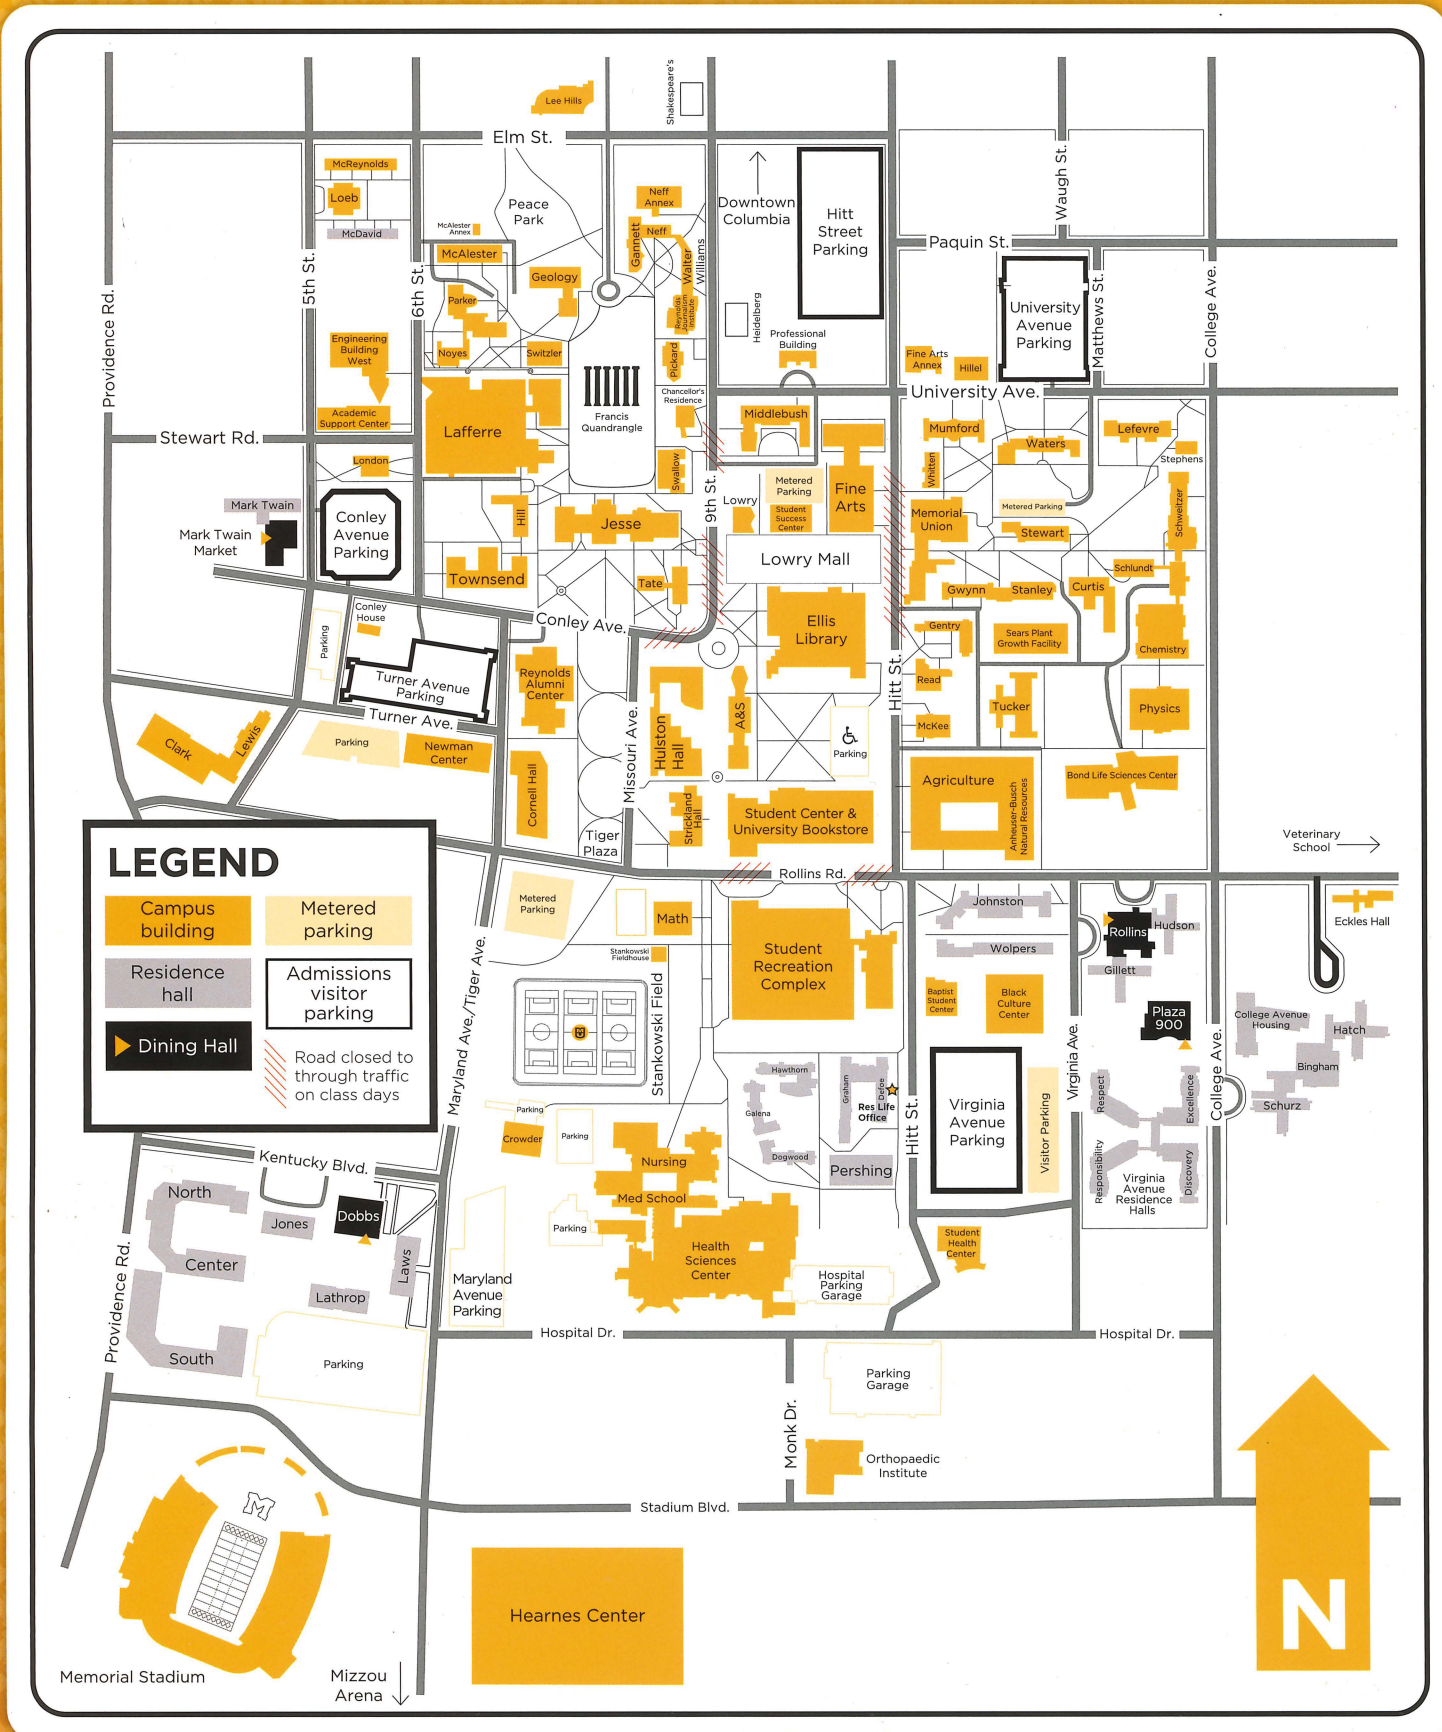 Lee Hills
Shakespeare's
Elm St.
McReynolds
Loeb
McDavid
Peace
Park
McAlester
Annex
McAlester
Geology
Parker
Noyes
Switzler
Neff
Annex
Neff
Gannett
Walter
Williams
Reynolds
Journalism
Institute
Pickard
Downtown
Columbia
Hitt
Street
Parking
Heidelberg
Professional
Building
Waugh St.
Paquin St.
University
Avenue
Parking
Matthews St.
College Ave.
Fine Arts
Annex
Hillel
University Ave.
Providence Rd.
5th St.
6th St.
Engineering
Building
West
Academic
Support Center
Stewart Rd.
London
Lafferre
Francis
Quadrangle
Chancellor's
Residence
Swallow
9th St.
Middlebush
Metered
Parking
Lowry
Student
Success
Center
Fine
Arts
Lowry Mall
Mumford
Waters
Whitten
Lefevre
Stephens
Metered Parking
Memorial
Union
Stewart
Schweitzer
Schlundt
Gwynn
Stanley
Curtis
Mark Twain
Mark Twain
Market
Conley
Avenue
Parking
Hill
Jesse
Townsend
Tate
Conley Ave.
Conley
House
Parking
Turner Avenue
Parking
Turner Ave.
Reynolds
Alumni
Center
Ellis
Library
Hitt St.
Gentry
Read
McKee
Sears Plant
Growth Facility
Chemistry
Tucker
Physics
Clark
Lewis
Parking
Newman
Center
Cornell Hall
Missouri Ave.
Hulston
Hall
A&S
Parking
Tiger
Plaza
Strickland
Hall
Student Center &
University Bookstore
Agriculture
Anheuser-Busch
Natural Resources
Bond Life Sciences Center
Veterinary
School
Rollins Rd.
LEGEND
Campus
building
Metered
parking
Residence
hall
Admissions
visitor
parking
Dining Hall
Road closed to
through traffic
on class days
Metered
Parking
Math
Stankowski
Fieldhouse
Stankowski Field
Maryland Ave./Tiger Ave.
Student
Recreation
Complex
Johnston
Wolpers
Baptist
Student
Center
Black
Culture
Center
Rollins
Hudson
Gillett
Plaza
900
Eckles Hall
College Avenue
Housing
Hatch
Bingham
Schurz
Virginia Ave.
College Ave.
Hawthorn
Galena
Dogwood
Graham
Defoe
Res Life
Office
Pershing
Hitt St.
Virginia
Avenue
Parking
Visitor Parking
Respect
Excellence
Responsibility
Discovery
Virginia
Avenue
Residence
Halls
Parking
Crowder
Parking
Nursing
Med School
Parking
Health
Sciences
Center
Hospital
Parking
Garage
Student
Health
Center
Kentucky Blvd.
North
Jones
Dobbs
Center
Laws
Lathrop
South
Providence Rd.
Parking
Maryland
Avenue
Parking
Hospital Dr.
Hospital Dr.
Parking
Garage
Monk Dr.
Orthopaedic
Institute
Stadium Blvd.
M
Memorial Stadium
Mizzou
Arena
Hearnes Center
N